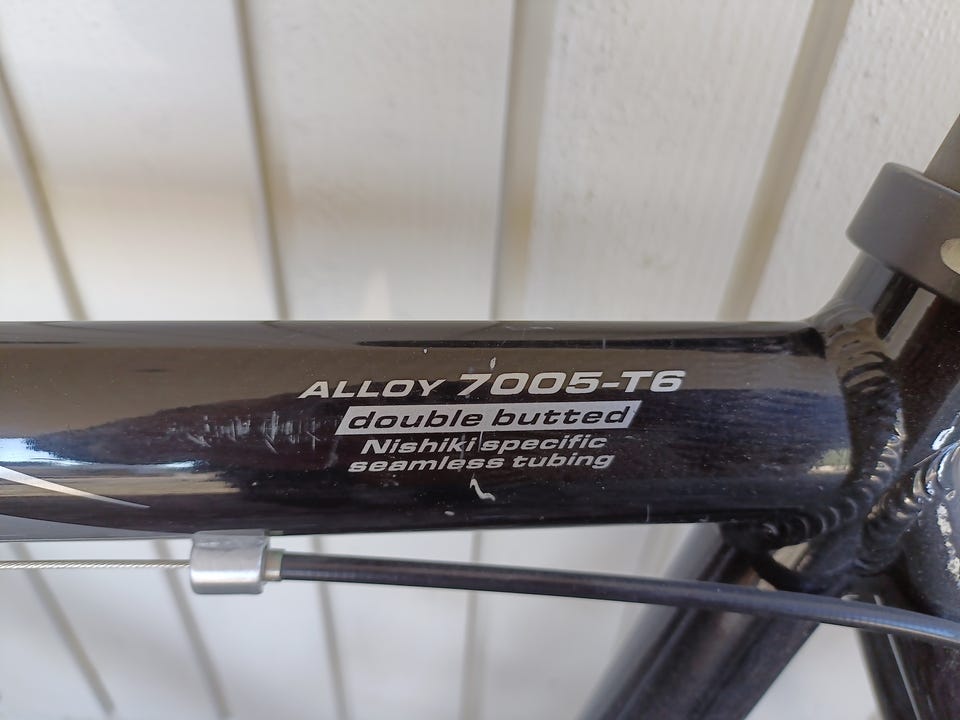 ALLOY 7005-T6
double butted
Nishiki specific
seamless tubing